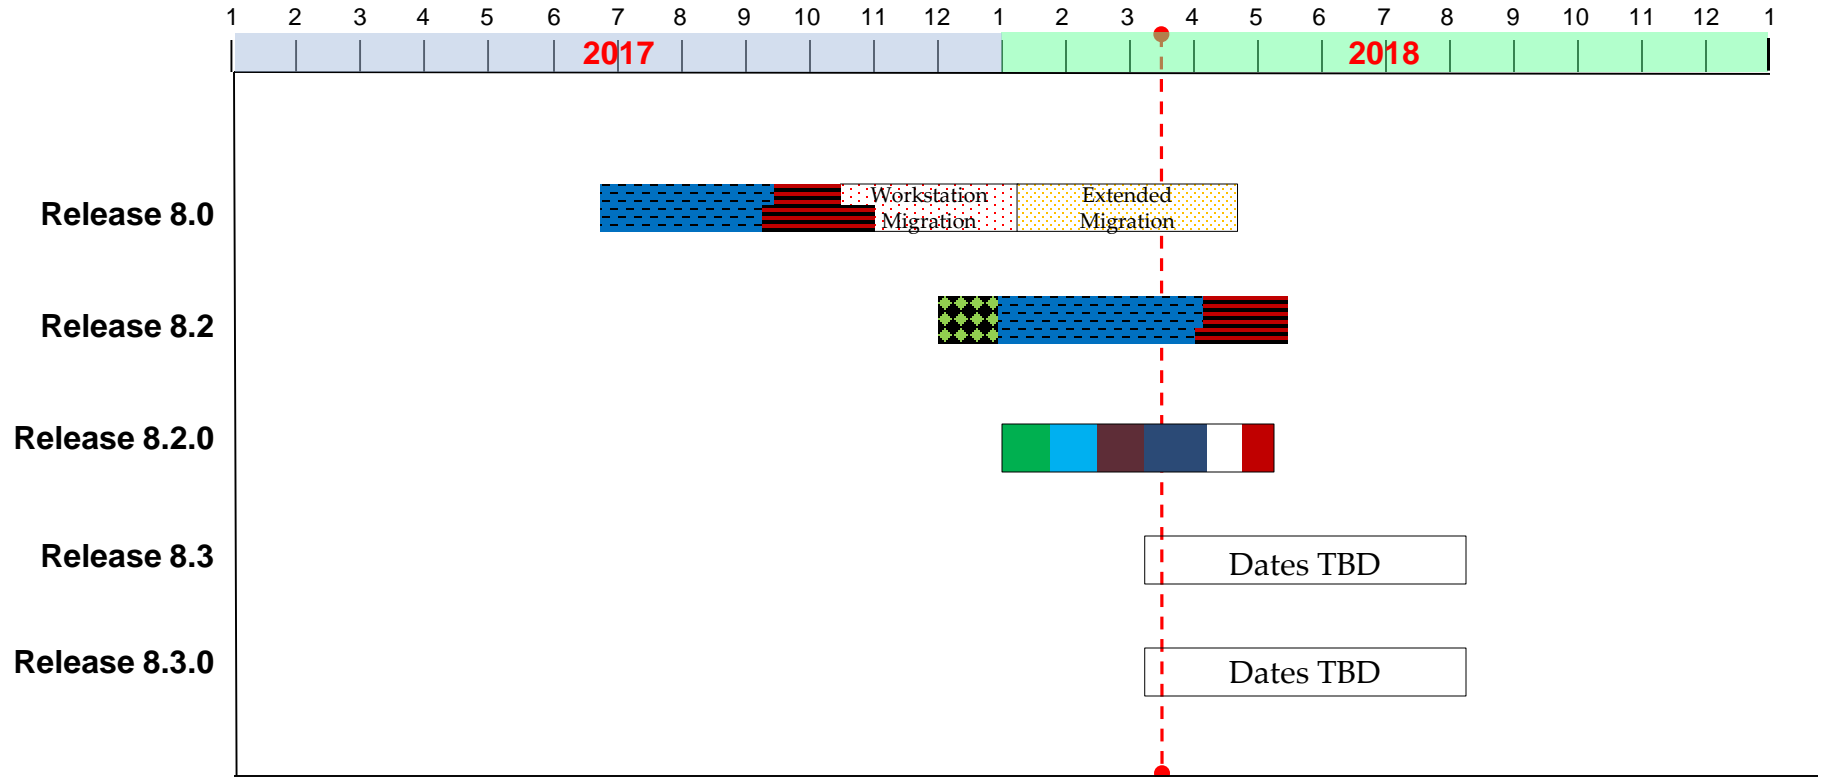 1 2 3 4 5 6 7 8 9 10 11 12 1 2 3 4 5 6 7 8 9 10 11 12 1
2017 2018
Release 8.0
Workstation
Migration
Extended
Migration
Release 8.2
Release 8.2.0
Release 8.3
Dates TBD
Release 8.3.0
Dates TBD